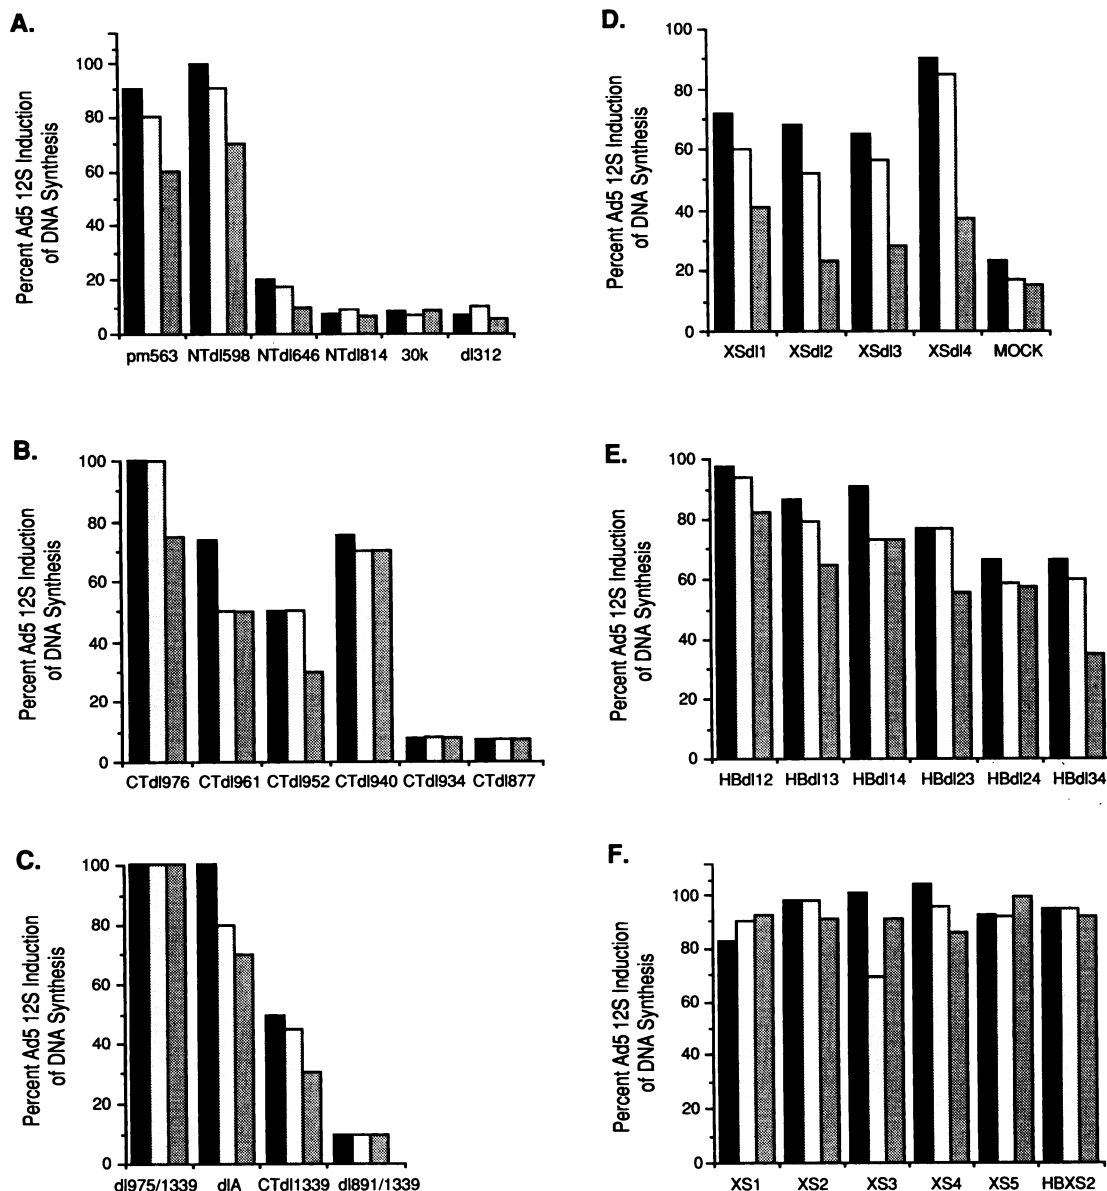 A.
Percent Ad5 12S Induction
of DNA Synthesis
100
80
60
40
20
0
pm563 NTdl598 NTdl646 NTdl814 30k dl312
D.
Percent Ad5 12S Induction
of DNA Synthesis
100
80
60
40
20
0
XSdl1 XSdl2 XSdl3 XSdl4 MOCK
B.
Percent Ad5 12S Induction
of DNA Synthesis
100
80
60
40
20
0
CTdl976 CTdl961 CTdl952 CTdl940 CTdl934 CTdl877
E.
Percent Ad5 12S Induction
of DNA Synthesis
100
80
60
40
20
0
HBdl12 HBdl13 HBdl14 HBdl23 HBdl24 HBdl34
C.
Percent Ad5 12S Induction
of DNA Synthesis
100
80
60
40
20
0
dl975/1339 dlA CTdl1339 dl891/1339
F.
Percent Ad5 12S Induction
of DNA Synthesis
100
80
60
40
20
0
XS1 XS2 XS3 XS4 XS5 HBXS2